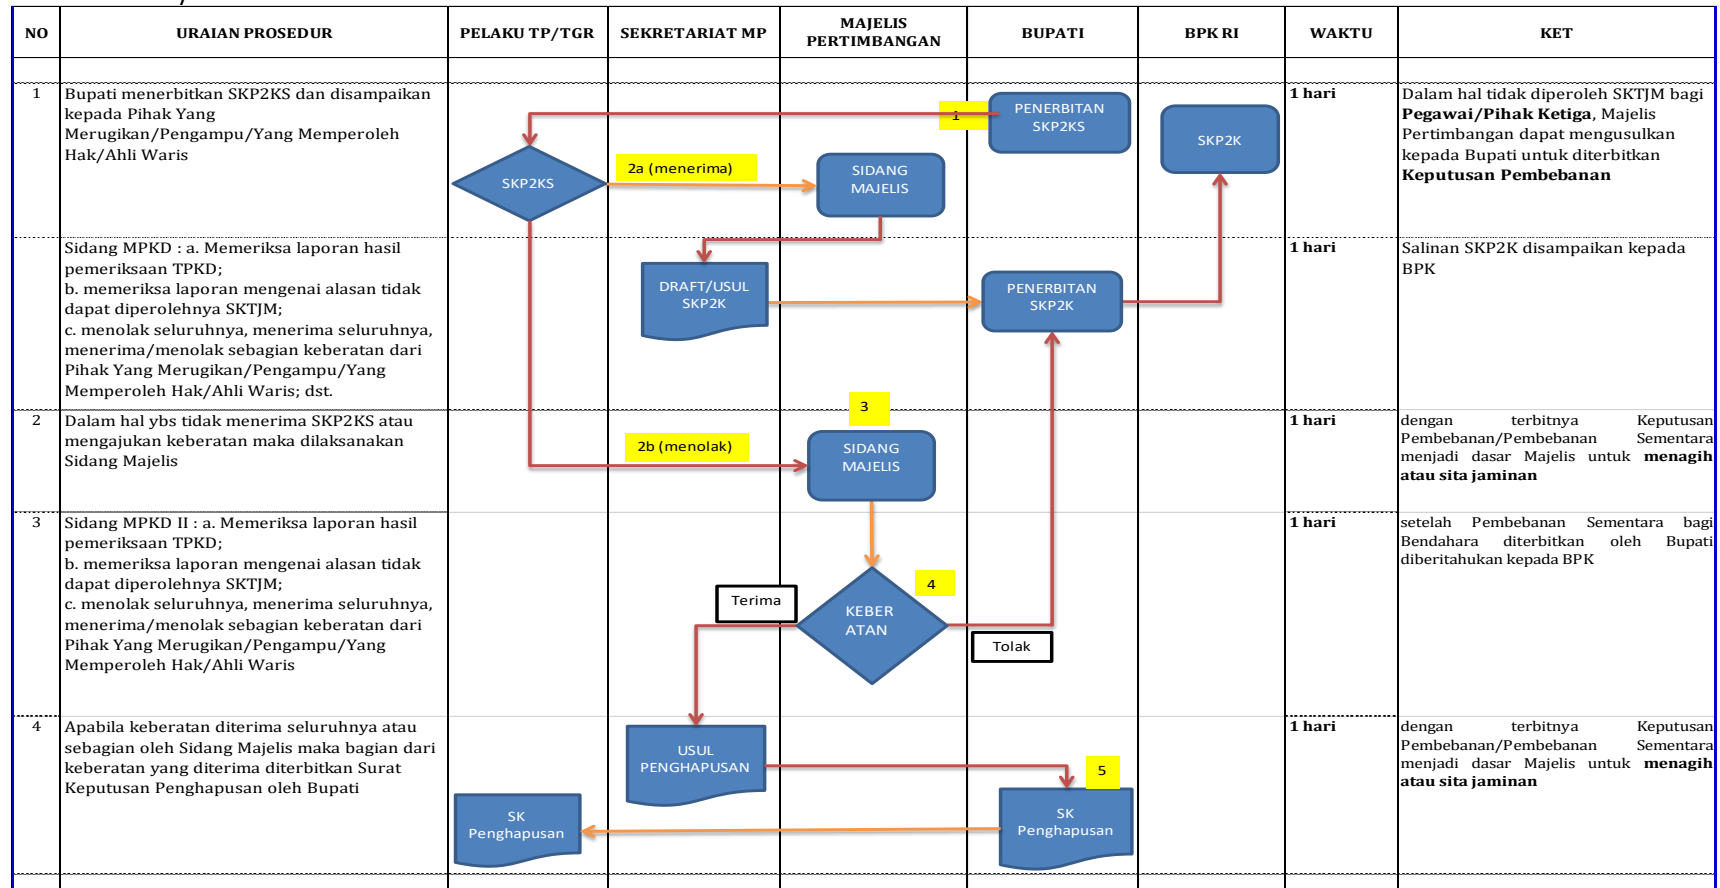 NO
URAIAN PROSEDUR
PELAKU TP/TGR
SEKRETARIAT MP
MAJELIS
PERTIMBANGAN
BUPATI
BPK RI
WAKTU
KET
1
Bupati menerbitkan SKP2KS dan disampaikan
kepada Pihak Yang
Merugikan/Pengampu/Yang Memperoleh
Hak/Ahli Waris
SKP2KS
2a (menerima)
SIDANG
MAJELIS
1
PENERBITAN
SKP2KS
SKP2K
1 hari
Dalam hal tidak diperoleh SKTJM bagi
Pegawai/Pihak Ketiga, Majelis
Pertimbangan dapat mengusulkan
kepada Bupati untuk diterbitkan
Keputusan Pembebanan
Sidang MPKD : a. Memeriksa laporan hasil
pemeriksaan TPKD;
b. memeriksa laporan mengenai alasan tidak
dapat diperolehnya SKTJM;
c. menolak seluruhnya, menerima seluruhnya,
menerima/menolak sebagian keberatan dari
Pihak Yang Merugikan/Pengampu/Yang
Memperoleh Hak/Ahli Waris; dst.
DRAFT/USUL
SKP2K
PENERBITAN
SKP2K
1 hari
Salinan SKP2K disampaikan kepada
BPK
2
Dalam hal ybs tidak menerima SKP2KS atau
mengajukan keberatan maka dilaksanakan
Sidang Majelis
2b (menolak)
3
SIDANG
MAJELIS
1 hari
dengan terbitnya Keputusan
Pembebanan/Pembebanan Sementara
menjadi dasar Majelis untuk menagih
atau sita jaminan
3
Sidang MPKD II : a. Memeriksa laporan hasil
pemeriksaan TPKD;
b. memeriksa laporan mengenai alasan tidak
dapat diperolehnya SKTJM;
c. menolak seluruhnya, menerima seluruhnya,
menerima/menolak sebagian keberatan dari
Pihak Yang Merugikan/Pengampu/Yang
Memperoleh Hak/Ahli Waris
Terima
KEBER
ATAN
4
Tolak
1 hari
setelah Pembebanan Sementara bagi
Bendahara diterbitkan oleh Bupati
diberitahukan kepada BPK
4
Apabila keberatan diterima seluruhnya atau
sebagian oleh Sidang Majelis maka bagian dari
keberatan yang diterima diterbitkan Surat
Keputusan Penghapusan oleh Bupati
SK
Penghapusan
USUL
PENGHAPUSAN
5
SK
Penghapusan
1 hari
dengan terbitnya Keputusan
Pembebanan/Pembebanan Sementara
menjadi dasar Majelis untuk menagih
atau sita jaminan